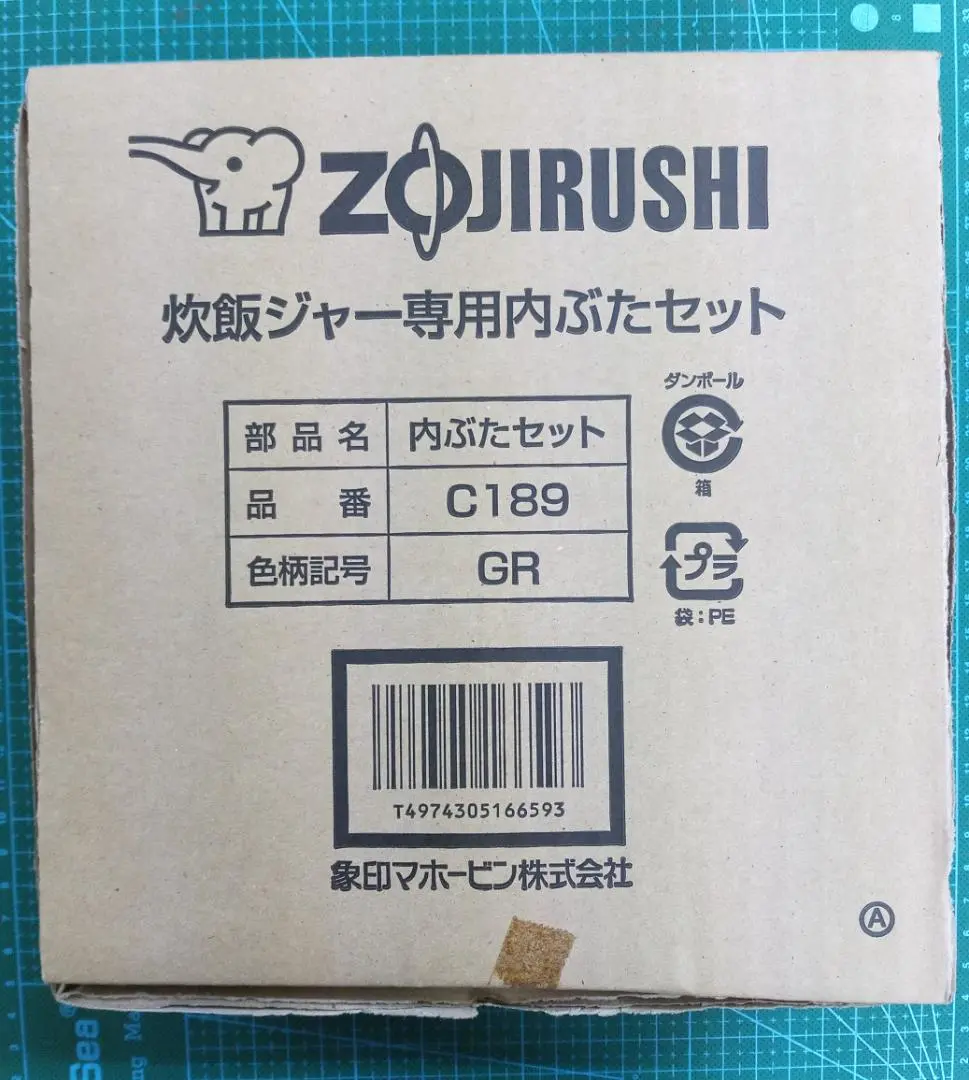 ZOJIRUSHI
炊飯ジャー専用内ぶたセット
部品名 内ぶたセット
品番 C189
色柄記号 GR
ダンボール
箱
プラ
袋:PE
T4974305166593
象印マホービン株式会社
A